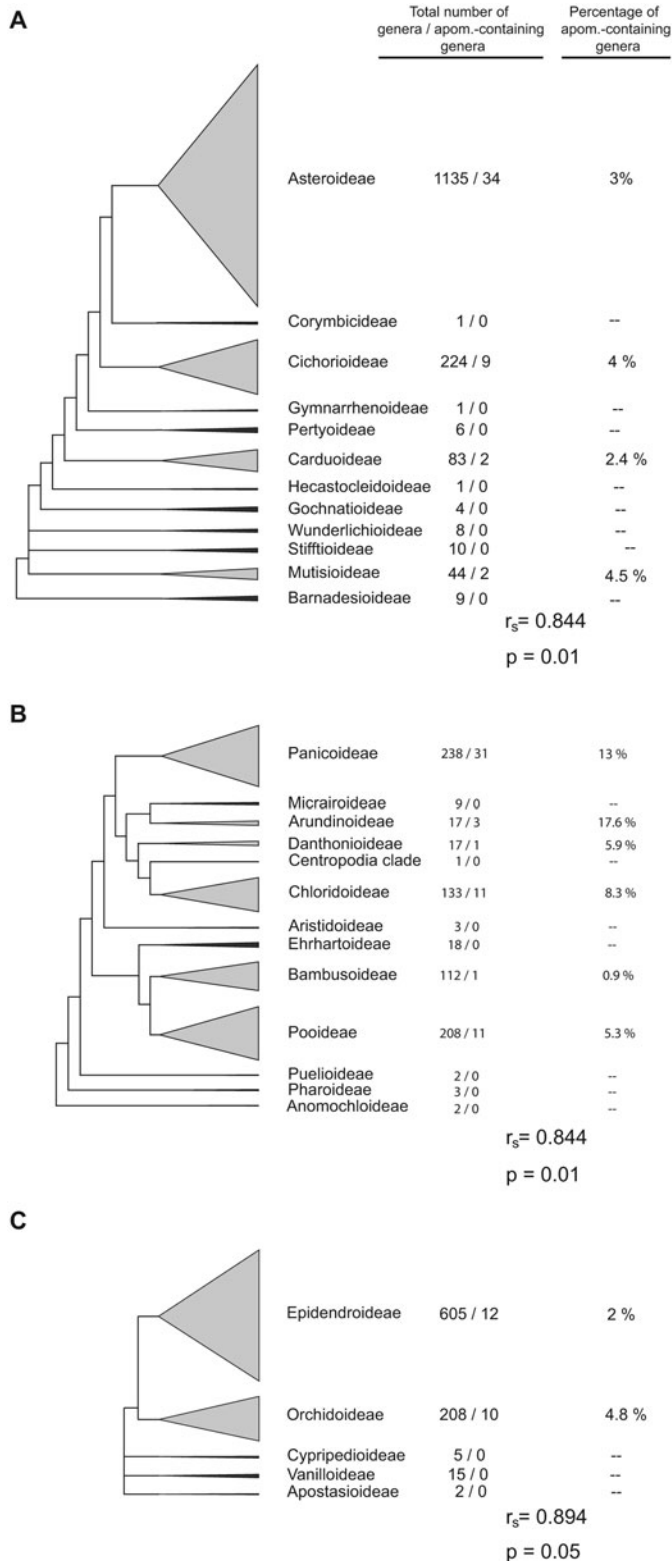 A
Total number of
genera / apom.-containing
genera
Percentage of
apom.-containing
genera
Asteroideae 1135 / 34 3%
Corymbicideae 1 / 0 --
Cichorioideae 224 / 9 4 %
Gymnarrhenoideae 1 / 0 --
Pertyoideae 6 / 0 --
Carduoideae 83 / 2 2.4 %
Hecastocleidoideae 1 / 0 --
Gochnatioideae 4 / 0 --
Wunderlichioideae 8 / 0 --
Stifftioideae 10 / 0 --
Mutisioideae 44 / 2 4.5 %
Barnadesioideae 9 / 0 --
rs= 0.844
p = 0.01
B
Panicoideae 238 / 31 13 %
Micrairoideae 9 / 0 --
Arundinoideae 17 / 3 17.6 %
Danthonioideae 17 / 1 5.9 %
Centropodia clade 1 / 0 --
Chloridoideae 133 / 11 8.3 %
Aristidoideae 3 / 0 --
Ehrhartoideae 18 / 0 --
Bambusoideae 112 / 1 0.9 %
Pooideae 208 / 11 5.3 %
Puelioideae 2 / 0 --
Pharoideae 3 / 0 --
Anomochloideae 2 / 0 --
rs= 0.844
p = 0.01
C
Epidendroideae 605 / 12 2 %
Orchidoideae 208 / 10 4.8 %
Cypripedioideae 5 / 0 --
Vanilloideae 15 / 0 --
Apostasioideae 2 / 0 --
rs= 0.894
p = 0.05